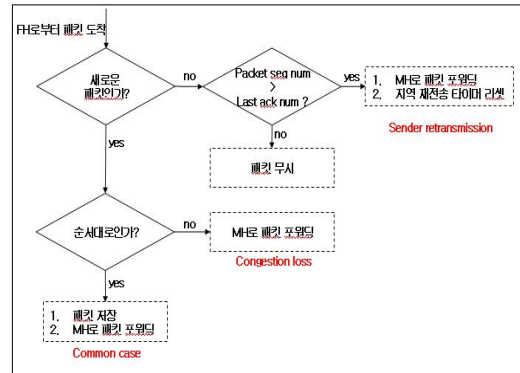 FH로부터 패킷 도착
새로운
패킷인가?
no
Packet seq num
>
Last ack num ?
yes
1. MH로 패킷 포워딩
2. 지역 재전송 타이머 리셋
Sender retransmission
no
패킷 무시
yes
순서대로인가?
no
MH로 패킷 포워딩
Congestion loss
yes
1. 패킷 저장
2. MH로 패킷 포워딩
Common case